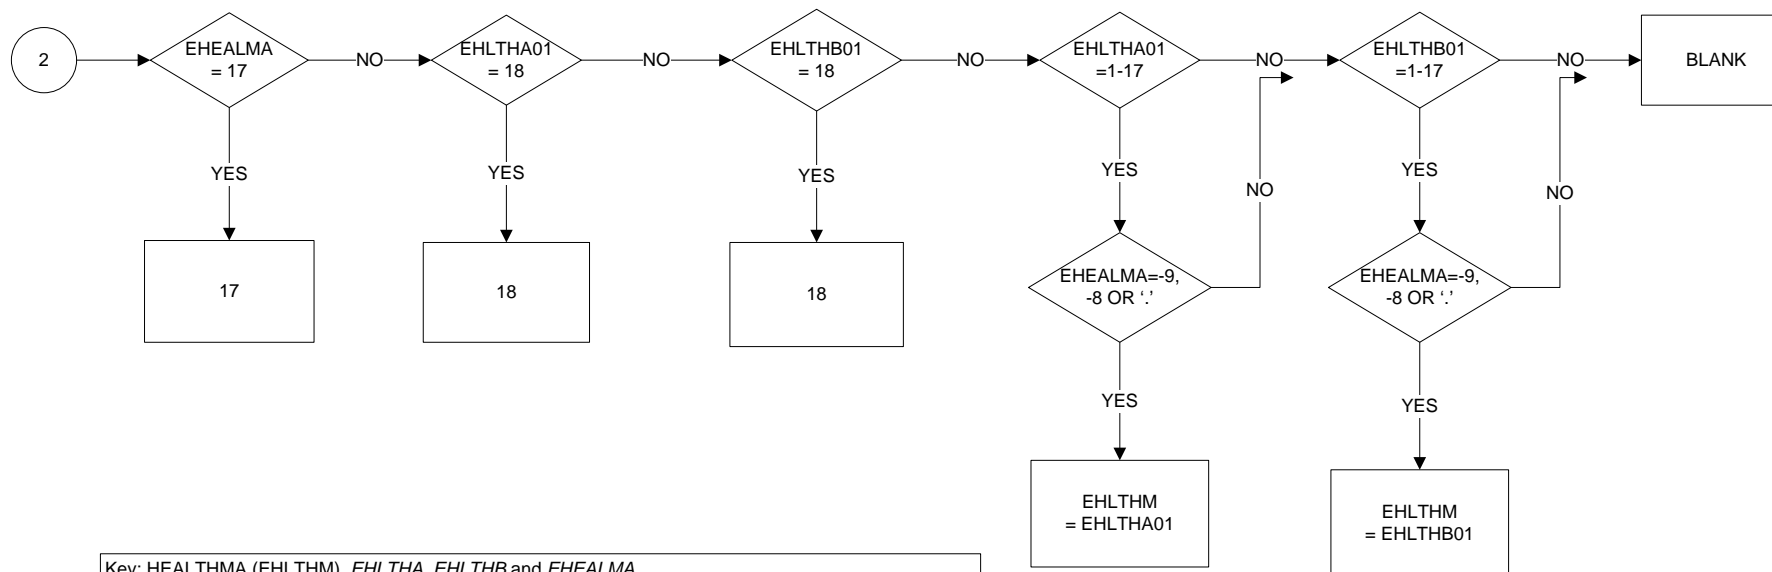 2
EHEALMA
= 17
NO
EHLTHA01
= 18
NO
EHLTHB01
= 18
NO
EHLTHA01
=1-17
NO
EHLTHB01
=1-17
NO
BLANK
YES
YES
YES
YES
NO
YES
NO
17
18
18
EHEALMA=-9,
-8 OR ‘.’
EHEALMA=-9,
-8 OR ‘.’
YES
YES
EHLTHM
= EHLTHA01
EHLTHM
= EHLTHB01
Key: HEALTHMA (EHLTHM), EHLTHA, EHLTHB and EHEALMA